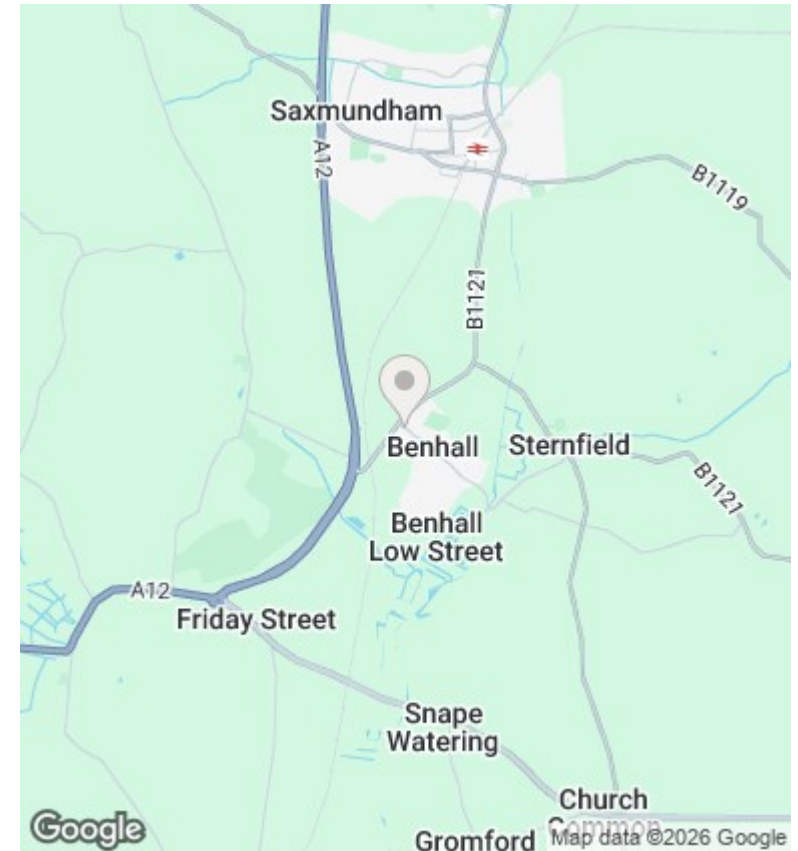 Saxmundham
A12
B1119
B1121
Benhall
Sternfield
B1121
Benhall
Low Street
A12
Friday Street
Snape
Watering
Church
Common
Gromford
Google
Map data ©2026 Google